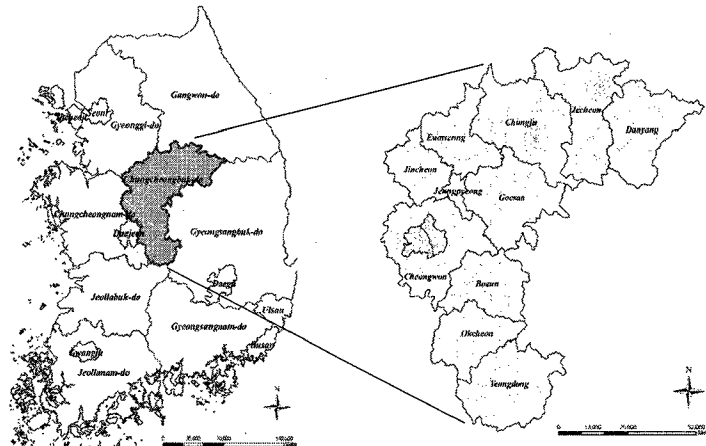 Gangwon-do
Seoul
Gyeonggi-do
Chungcheongbuk-do
Chungcheongnam-do
Daejeon
Gyeongsangbuk-do
Daegu
Jeollabuk-do
Ulsan
Gyeongsangnam-do
Busan
Gwangju
Jeollanam-do
N
Jecheon
Chungju
Danyang
Eumseong
Jincheon
Jeungpyeong
Goesan
Cheongwon
Boeun
Okcheon
Yeongdong
N